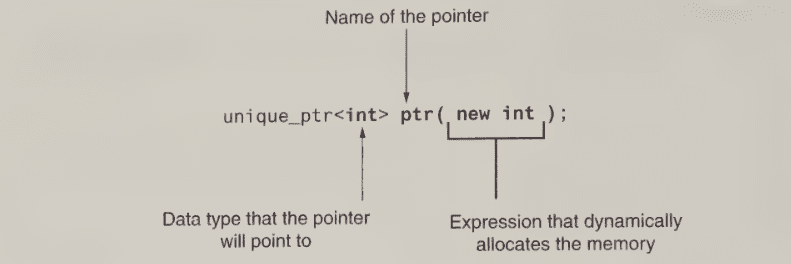 Name of the pointer
unique_ptr<int> ptr( new int );
Data type that the pointer
will point to
Expression that dynamically
allocates the memory